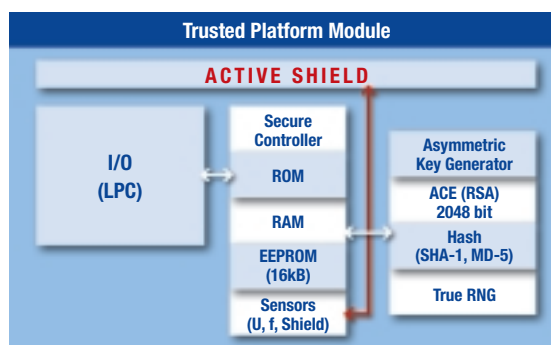 Trusted Platform Module
ACTIVE SHIELD
I/O
(LPC)
Secure
Controller
ROM
RAM
EEPROM
(16kB)
Sensors
(U, f, Shield)
Asymmetric
Key Generator
ACE (RSA)
2048 bit
Hash
(SHA-1, MD-5)
True RNG